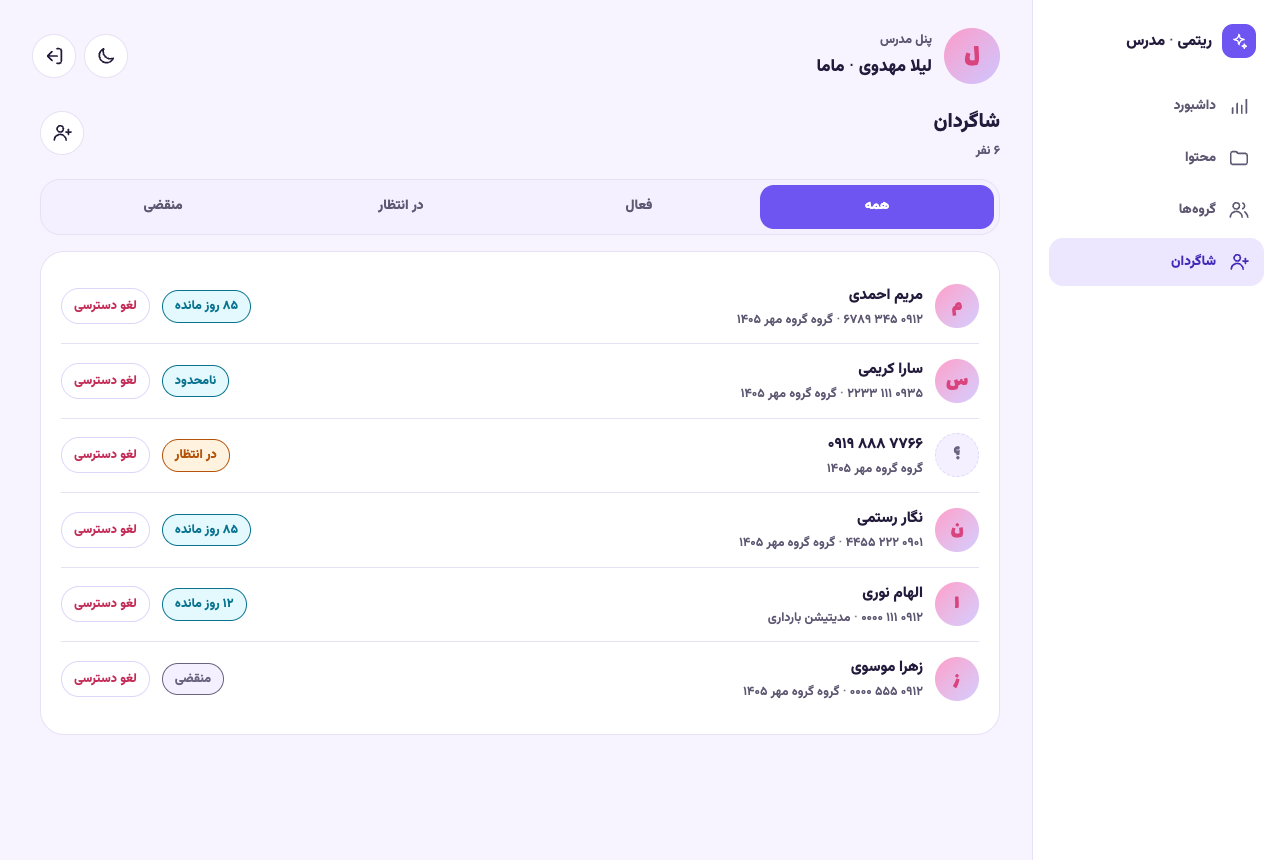 ریتمی · مدرس
داشبورد
محتوا
گروه‌ها
شاگردان
ل
پنل مدرس
لیلا مهدوی · ماما
شاگردان
۶ نفر
همه
فعال
در انتظار
منقضی
م
مریم احمدی
۰۹۱۲ ۳۴۵ ۶۷۸۹ · گروه گروه مهر ۱۴۰۵
۸۵ روز مانده
لغو دسترسی
س
سارا کریمی
۰۹۳۵ ۱۱۱ ۲۲۳۳ · گروه گروه مهر ۱۴۰۵
نامحدود
لغو دسترسی
؟
۰۹۱۹ ۸۸۸ ۷۷۶۶
گروه گروه مهر ۱۴۰۵
در انتظار
لغو دسترسی
ن
نگار رستمی
۰۹۰۱ ۲۲۲ ۴۴۵۵ · گروه گروه مهر ۱۴۰۵
۸۵ روز مانده
لغو دسترسی
ا
الهام نوری
۰۹۱۲ ۱۱۱ ۰۰۰۰ · مدیتیشن بارداری
۱۲ روز مانده
لغو دسترسی
ز
زهرا موسوی
۰۹۱۲ ۵۵۵ ۰۰۰۰ · گروه گروه مهر ۱۴۰۵
منقضی
لغو دسترسی